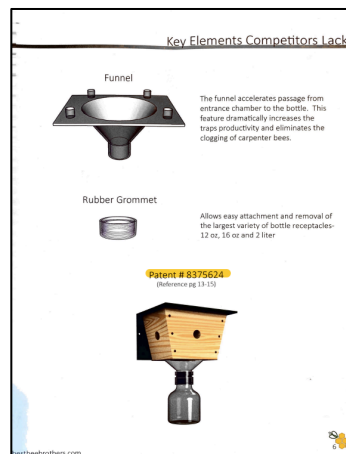 Key Elements Competitors Lack
Funnel
The funnel accelerates passage from
entrance chamber to the bottle. This
feature dramatically increases the
traps productivity and eliminates the
clogging of carpenter bees.
Rubber Grommet
Allows easy attachment and removal of
the largest variety of bottle receptacles-
12 oz, 16 oz and 2 liter
Patent # 8375624
(Reference pg 13-15)
6
bestbeebrothers.com